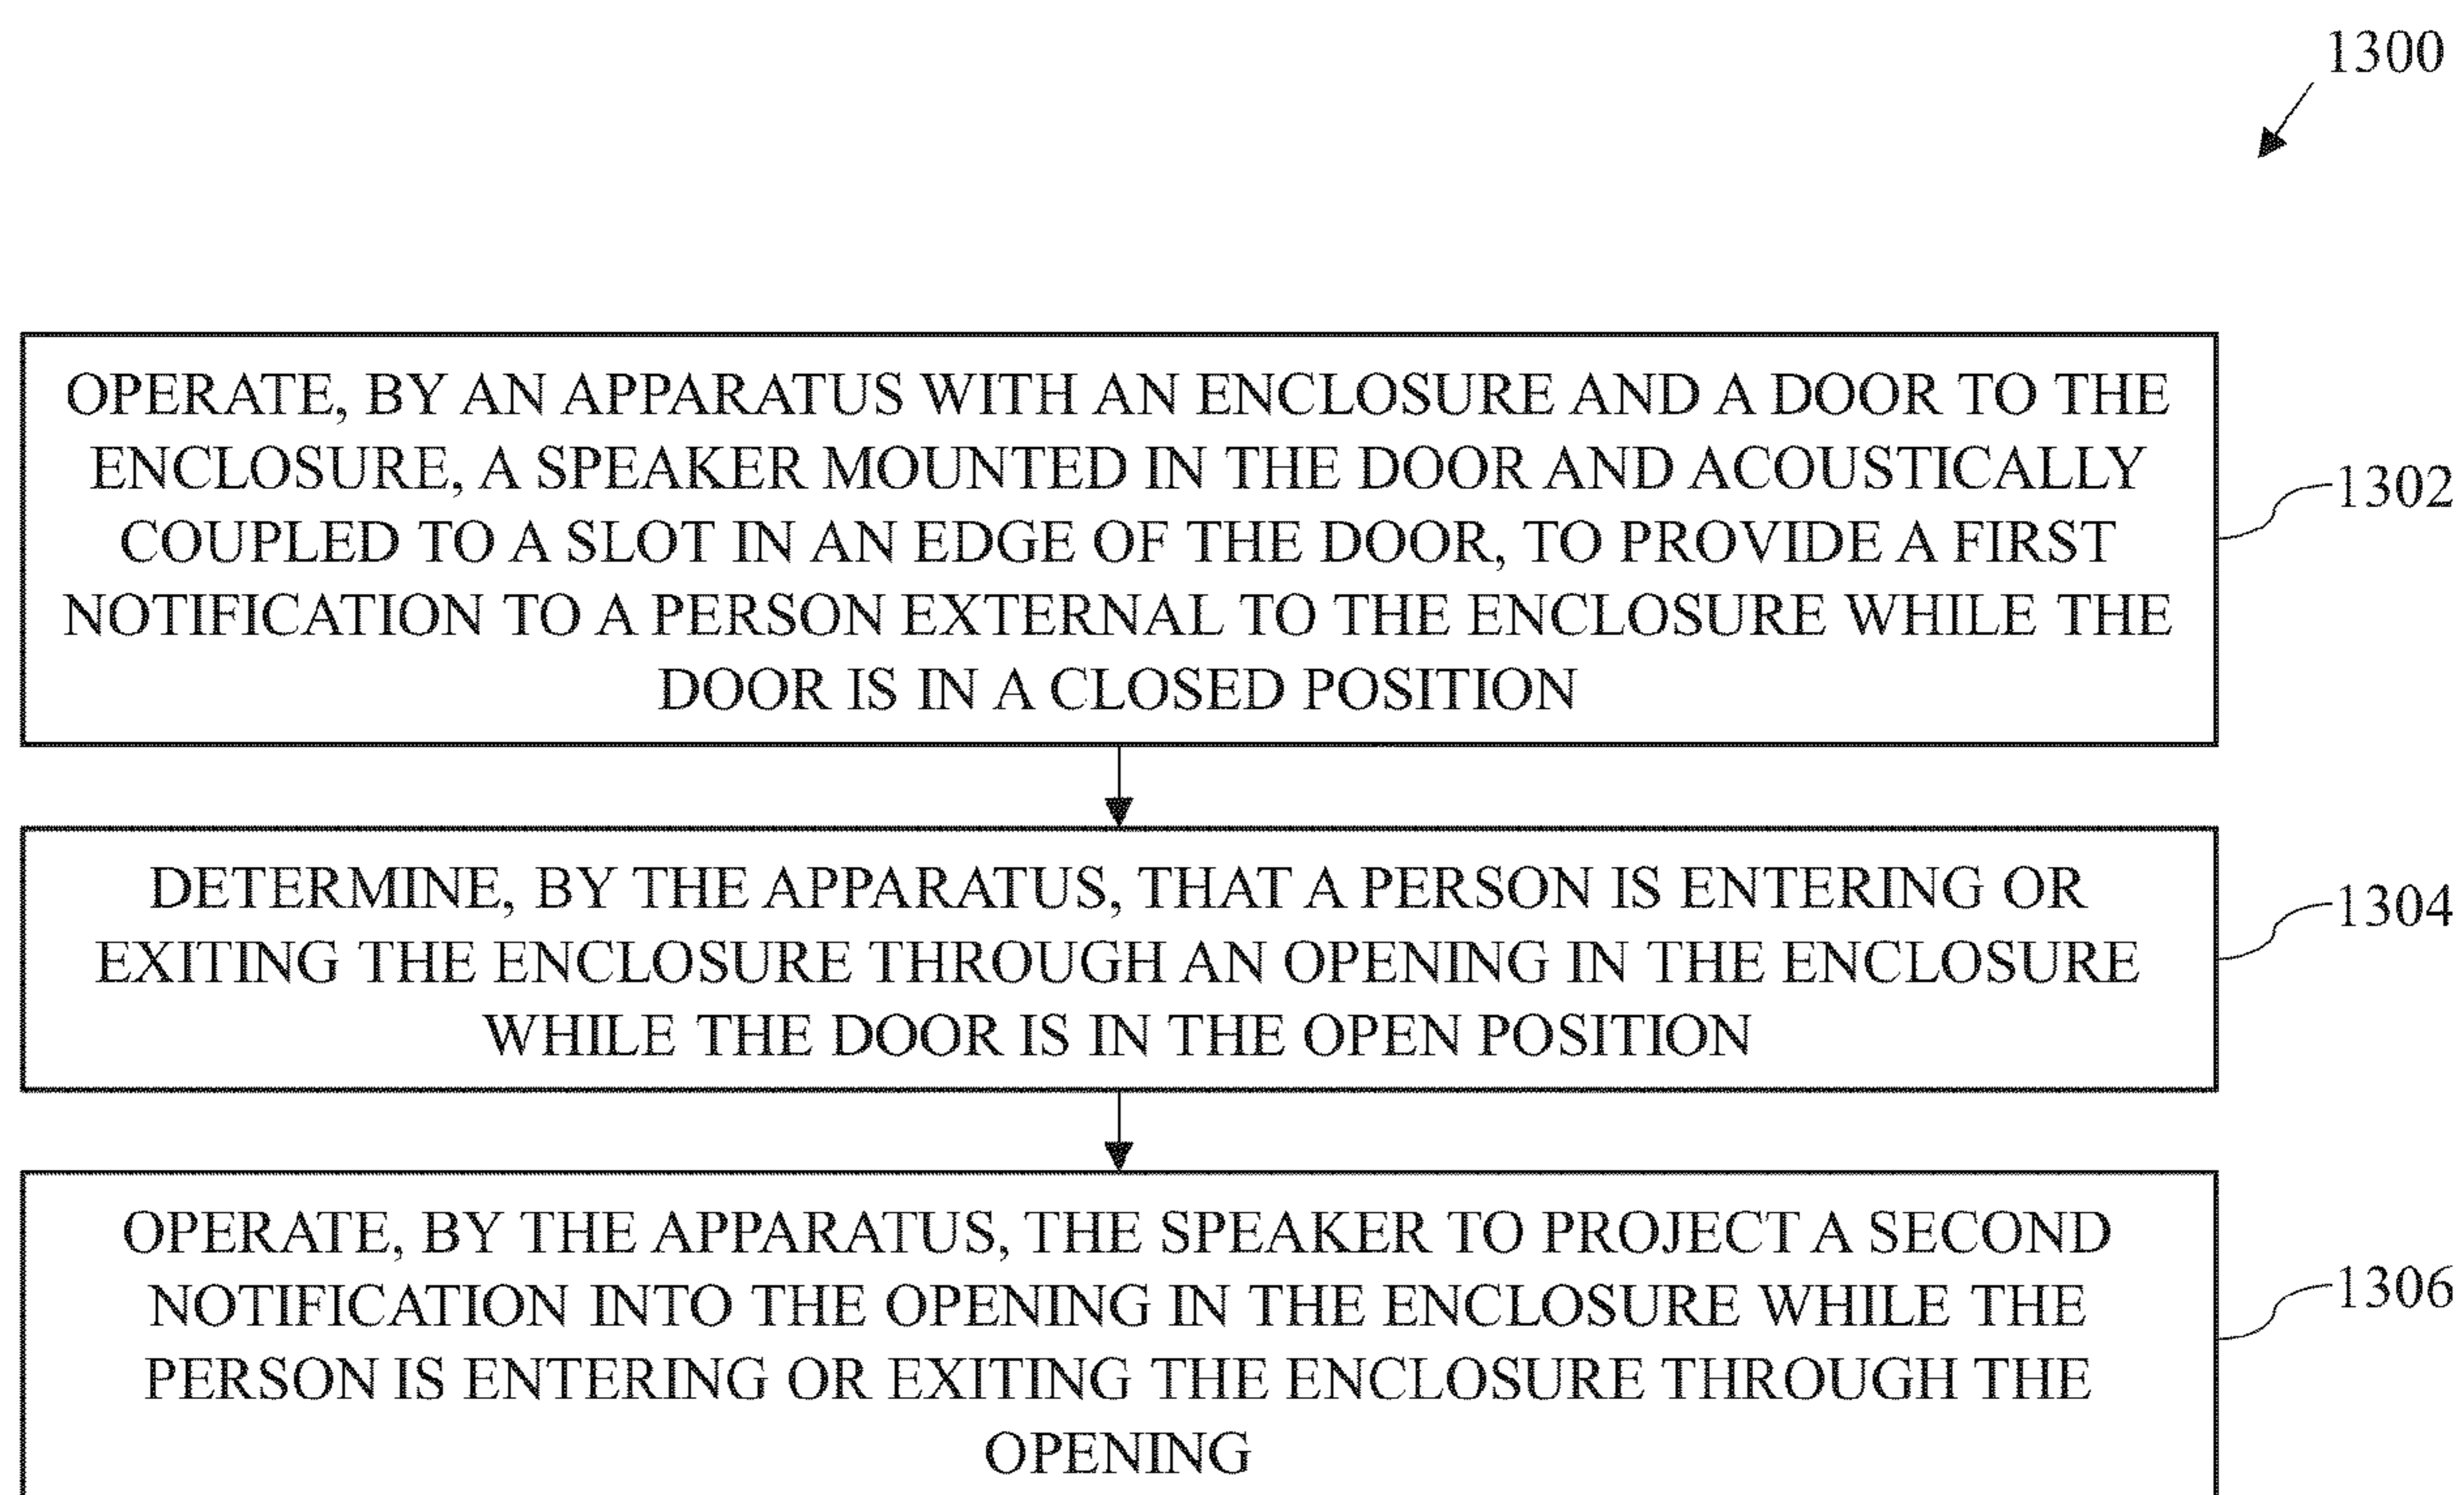 1300
OPERATE, BY AN APPARATUS WITH AN ENCLOSURE AND A DOOR TO THE
ENCLOSURE, A SPEAKER MOUNTED IN THE DOOR AND ACOUSTICALLY
COUPLED TO A SLOT IN AN EDGE OF THE DOOR, TO PROVIDE A FIRST
NOTIFICATION TO A PERSON EXTERNAL TO THE ENCLOSURE WHILE THE
DOOR IS IN A CLOSED POSITION
1302
DETERMINE, BY THE APPARATUS, THAT A PERSON IS ENTERING OR
EXITING THE ENCLOSURE THROUGH AN OPENING IN THE ENCLOSURE
WHILE THE DOOR IS IN THE OPEN POSITION
1304
OPERATE, BY THE APPARATUS, THE SPEAKER TO PROJECT A SECOND
NOTIFICATION INTO THE OPENING IN THE ENCLOSURE WHILE THE
PERSON IS ENTERING OR EXITING THE ENCLOSURE THROUGH THE
OPENING
1306